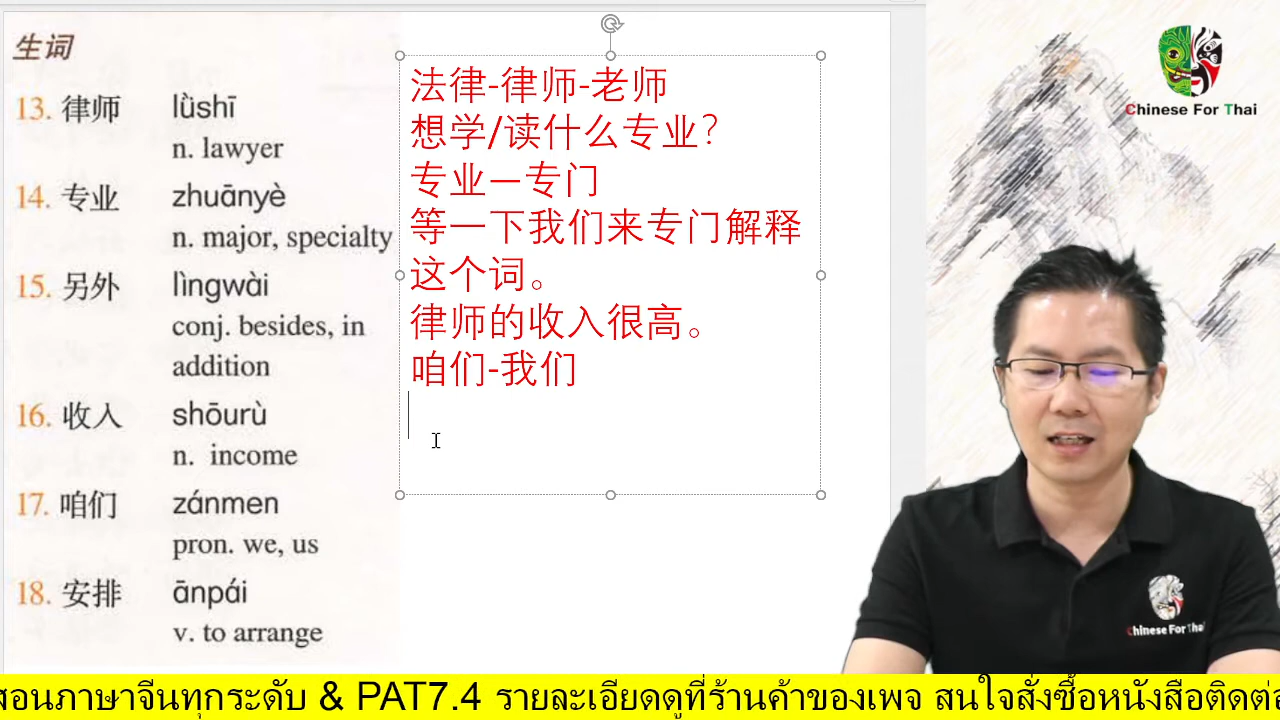 生词
13. 律师 lǜshī
n. lawyer
14. 专业 zhuānyè
n. major, specialty
15. 另外 lìngwài
conj. besides, in
addition
16. 收入 shōurù
n. income
17. 咱们 zánmen
pron. we, us
18. 安排 ānpái
v. to arrange
法律-律师-老师
想学/读什么专业？
专业—专门
等一下我们来专门解释
这个词。
律师的收入很高。
咱们-我们
Chinese For Thai
Chinese For Thai
สอนภาษาจีนทุกระดับ & PAT7.4 รายละเอียดดูที่ร้านค้าของเพจ สนใจสั่งซื้อหนังสือติดต่อ